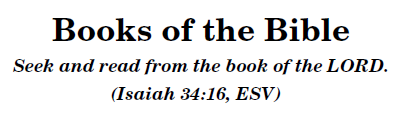 Books of the Bible
Seek and read from the book of the LORD.
(Isaiah 34:16, ESV)